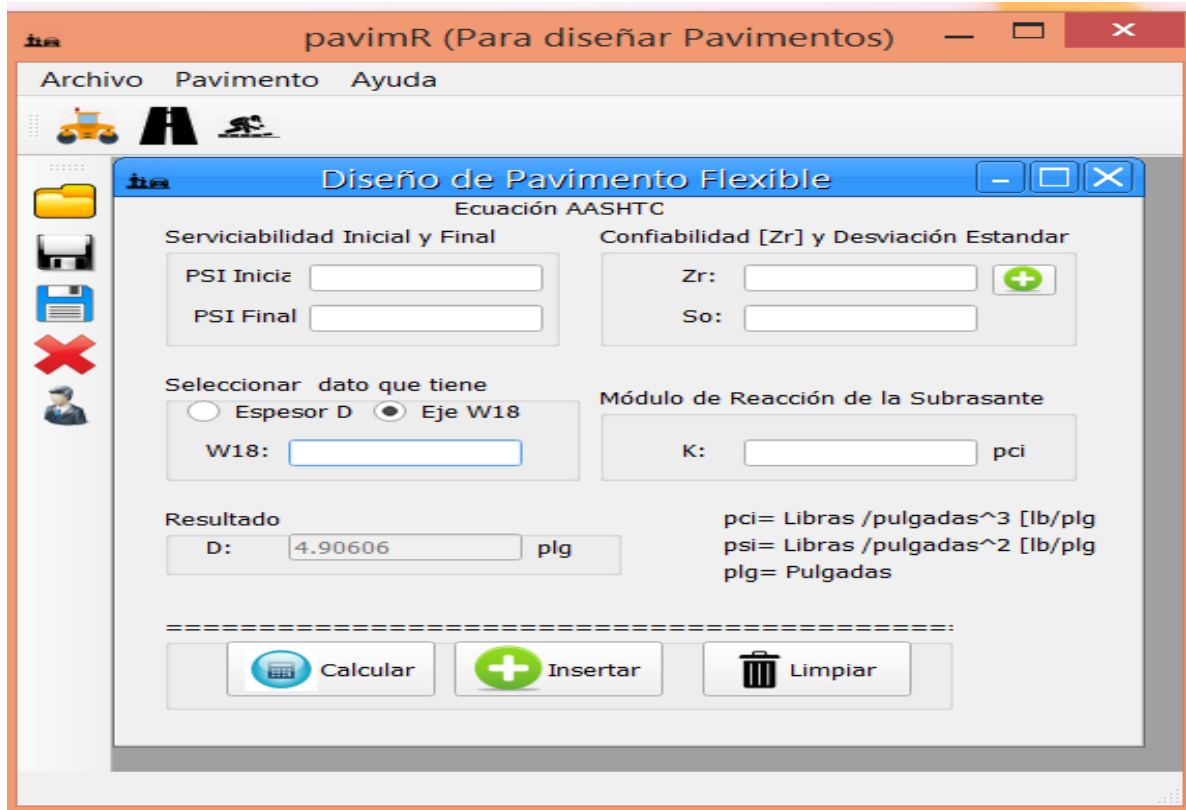 pavimR (Para diseñar Pavimentos)
Archivo Pavimento Ayuda
Diseño de Pavimento Flexible
Ecuación AASHTC
Serviciabilidad Inicial y Final
Confiabilidad [Zr] y Desviación Estandar
PSI Inicia
Zr:
PSI Final
So:
Seleccionar dato que tiene
Espesor D Eje W18
Módulo de Reacción de la Subrasante
W18:
K: pci
Resultado
D: 4.90606 plg
pci= Libras /pulgadas^3 [lb/plg
psi= Libras /pulgadas^2 [lb/plg
plg= Pulgadas
Calcular Insertar Limpiar